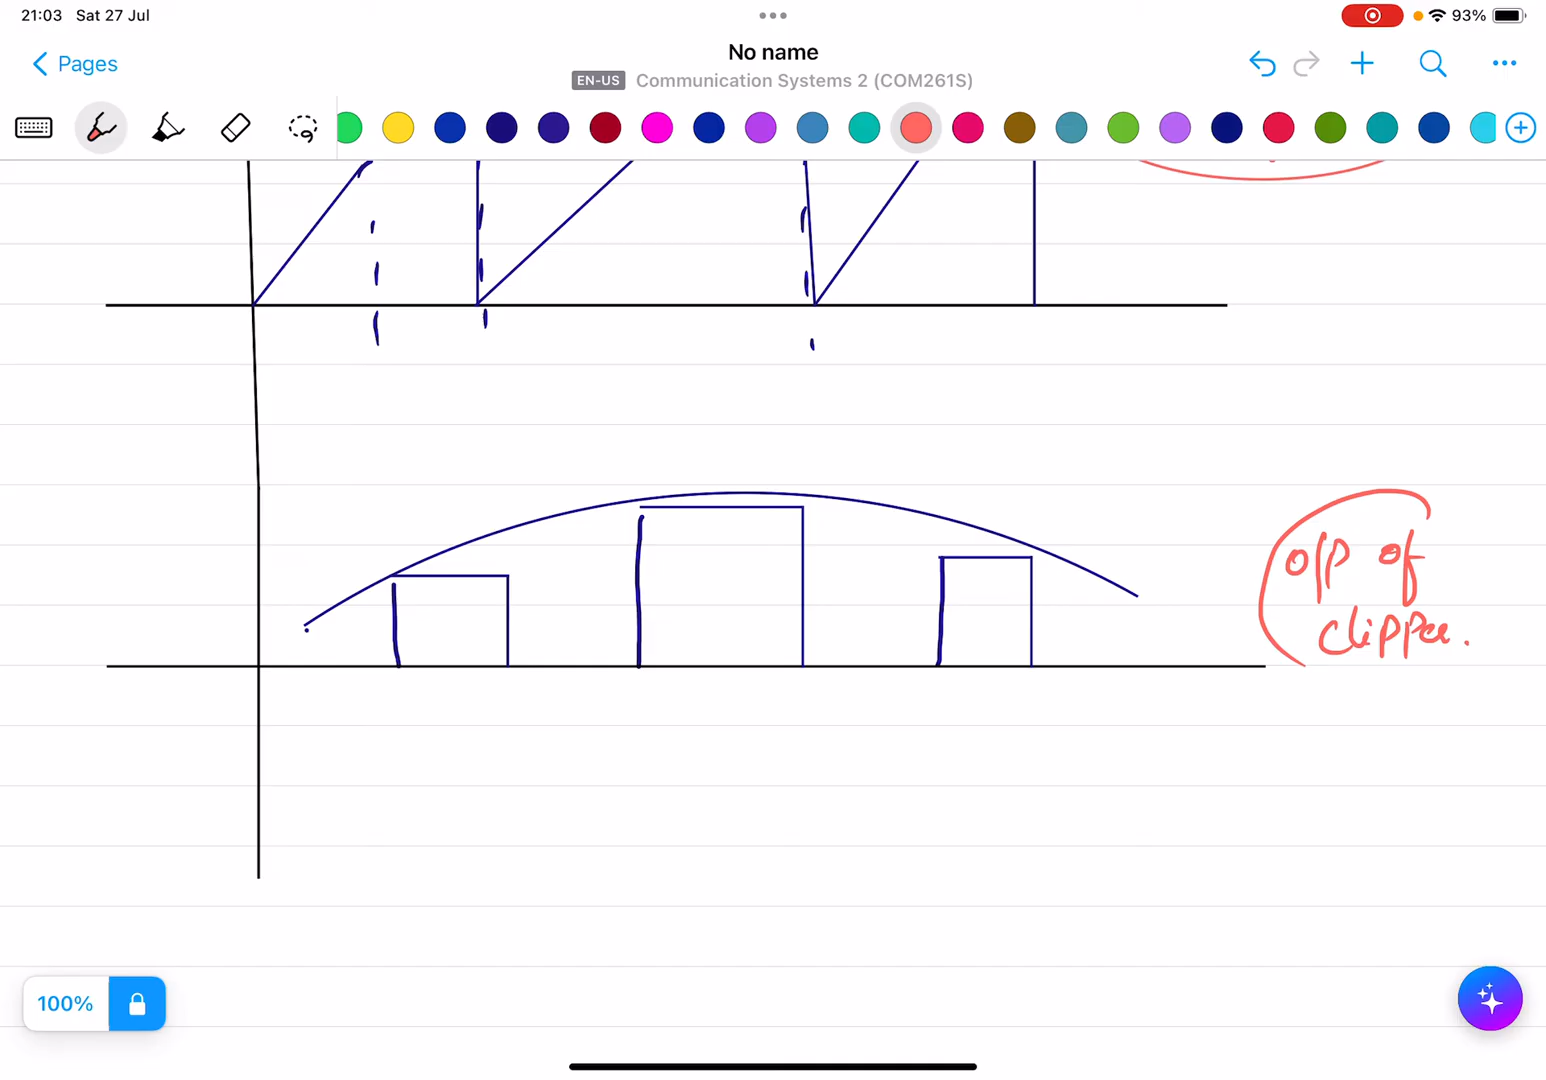 21:03 Sat 27 Jul
93%
Pages
No name
EN-US Communication Systems 2 (COM261S)
o/p of
clipper.
100%